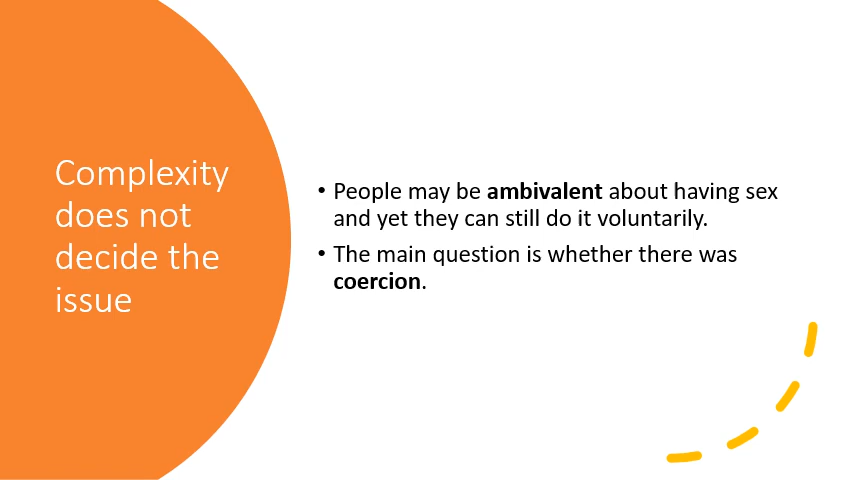 Complexity
does not
decide the
issue
• People may be ambivalent about having sex
and yet they can still do it voluntarily.
• The main question is whether there was
coercion.